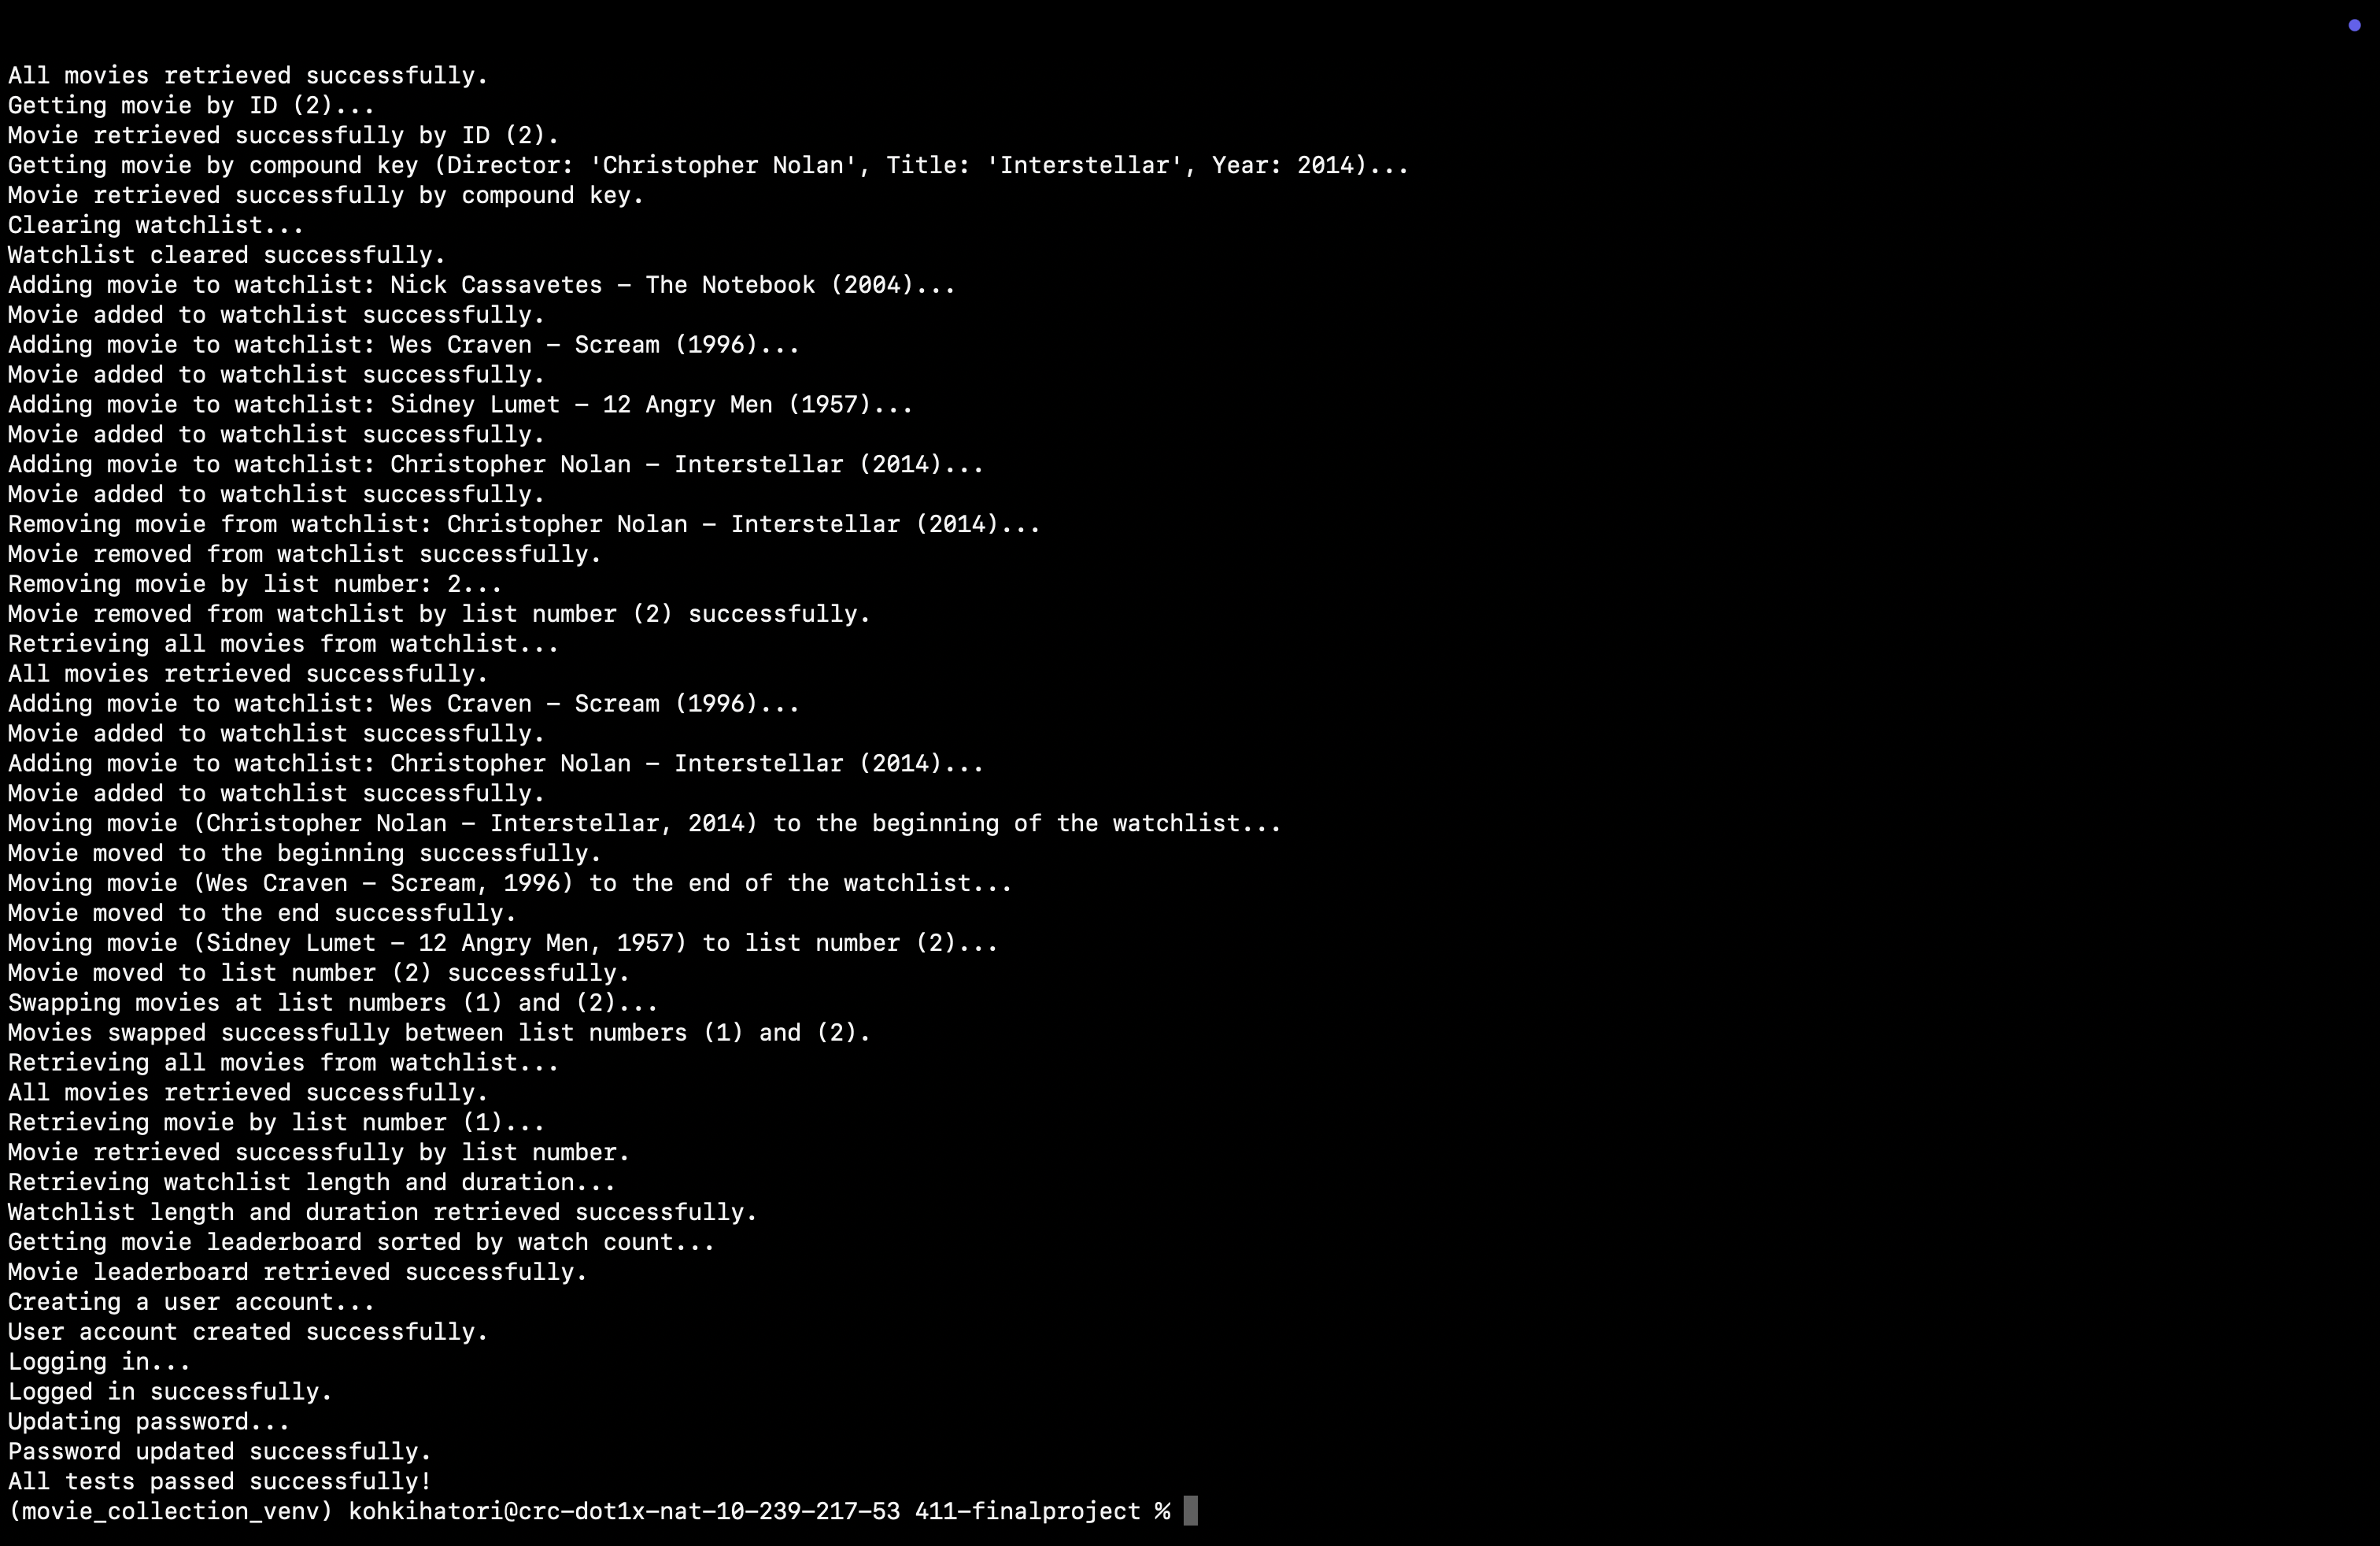 All movies retrieved successfully.
Getting movie by ID (2)...
Movie retrieved successfully by ID (2).
Getting movie by compound key (Director: 'Christopher Nolan', Title: 'Interstellar', Year: 2014)...
Movie retrieved successfully by compound key.
Clearing watchlist...
Watchlist cleared successfully.
Adding movie to watchlist: Nick Cassavetes - The Notebook (2004)...
Movie added to watchlist successfully.
Adding movie to watchlist: Wes Craven - Scream (1996)...
Movie added to watchlist successfully.
Adding movie to watchlist: Sidney Lumet - 12 Angry Men (1957)...
Movie added to watchlist successfully.
Adding movie to watchlist: Christopher Nolan - Interstellar (2014)...
Movie added to watchlist successfully.
Removing movie from watchlist: Christopher Nolan - Interstellar (2014)...
Movie removed from watchlist successfully.
Removing movie by list number: 2...
Movie removed from watchlist by list number (2) successfully.
Retrieving all movies from watchlist...
All movies retrieved successfully.
Adding movie to watchlist: Wes Craven - Scream (1996)...
Movie added to watchlist successfully.
Adding movie to watchlist: Christopher Nolan - Interstellar (2014)...
Movie added to watchlist successfully.
Moving movie (Christopher Nolan - Interstellar, 2014) to the beginning of the watchlist...
Movie moved to the beginning successfully.
Moving movie (Wes Craven - Scream, 1996) to the end of the watchlist...
Movie moved to the end successfully.
Moving movie (Sidney Lumet - 12 Angry Men, 1957) to list number (2)...
Movie moved to list number (2) successfully.
Swapping movies at list numbers (1) and (2)...
Movies swapped successfully between list numbers (1) and (2).
Retrieving all movies from watchlist...
All movies retrieved successfully.
Retrieving movie by list number (1)...
Movie retrieved successfully by list number.
Retrieving watchlist length and duration...
Watchlist length and duration retrieved successfully.
Getting movie leaderboard sorted by watch count...
Movie leaderboard retrieved successfully.
Creating a user account...
User account created successfully.
Logging in...
Logged in successfully.
Updating password...
Password updated successfully.
All tests passed successfully!
(movie_collection_venv) kohkihatori@crc-dot1x-nat-10-239-217-53 411-finalproject %